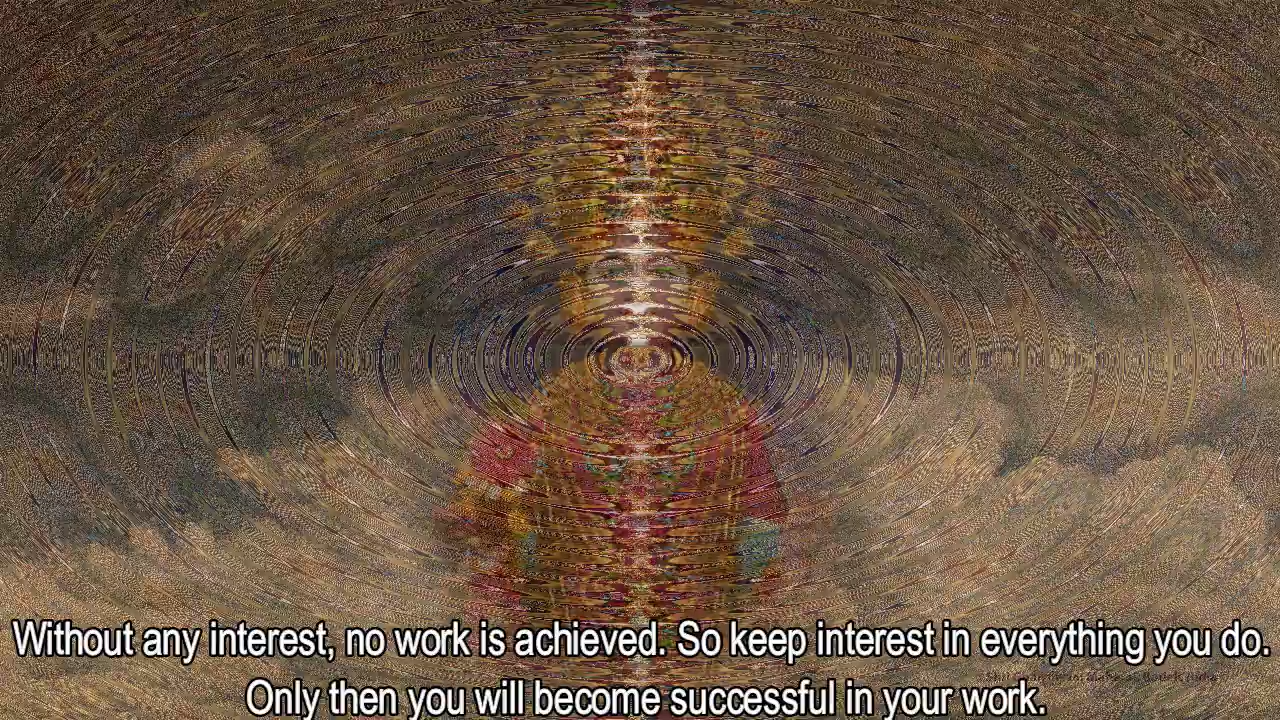 Without any interest, no work is achieved. So keep interest in everything you do.
Only then you will become successful in your work.